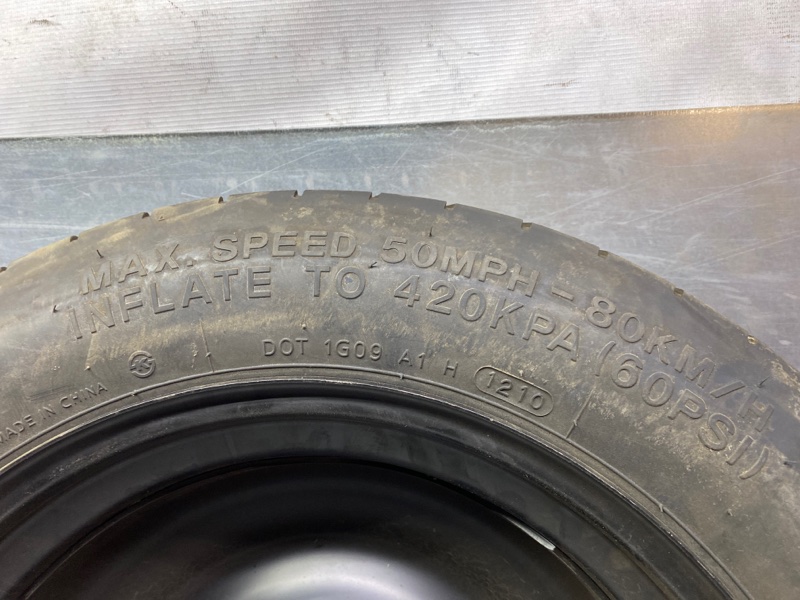 MAX. SPEED 50MPH - 80KM/H
INFLATE TO 420KPA (60PSI)
DOT 1G09 A1 H 1210
MADE IN CHINA